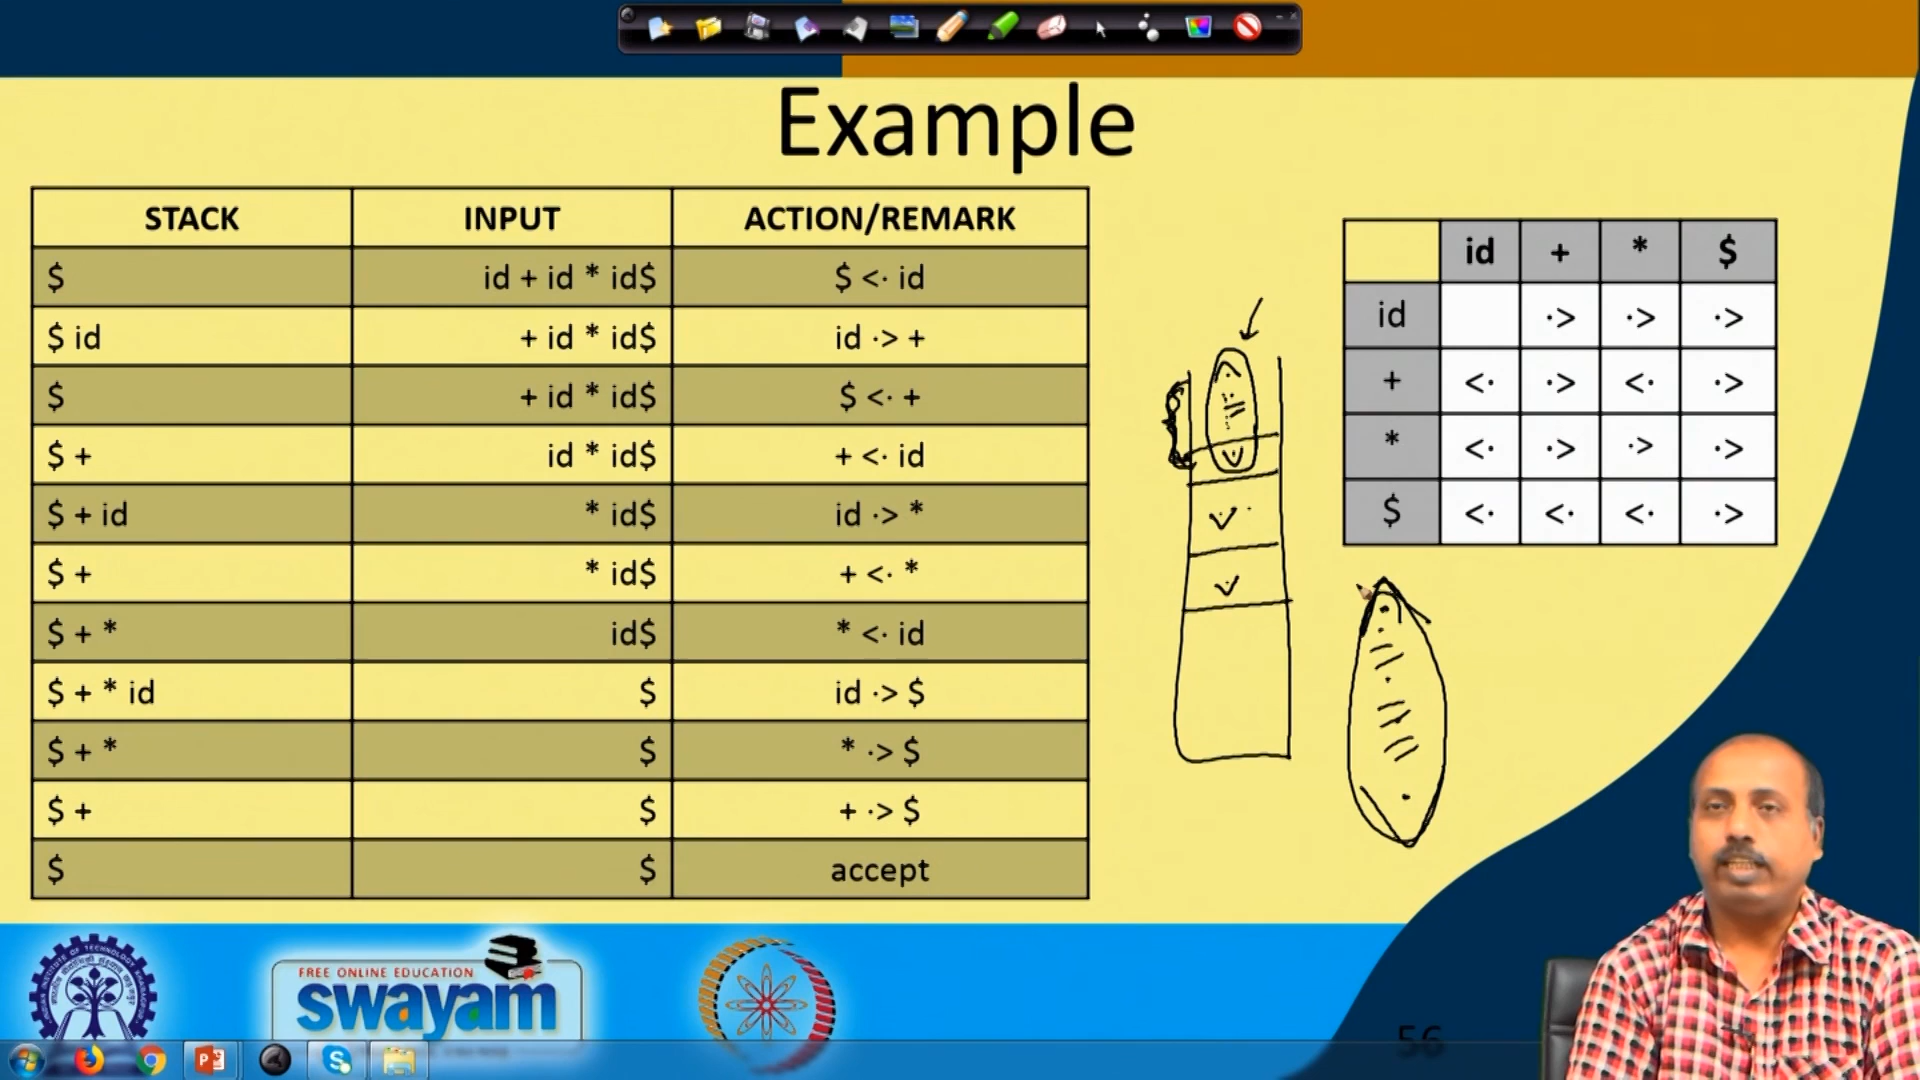 Example
STACK INPUT ACTION/REMARK
$ id + id * id$ $ <· id
$ id + id * id$ id ·> +
$ + id * id$ $ <· +
$ + id * id$ + <· id
$ + id * id$ id ·> *
$ + * id$ + <· *
$ + * id$ * <· id
$ + * id $ id ·> $
$ + * $ * ·> $
$ + $ + ·> $
$ $ accept
id + * $
id ·> ·> ·>
+ <· ·> <· ·>
* <· ·> ·> ·>
$ <· <· <· ·>
FREE ONLINE EDUCATION
swayam
56